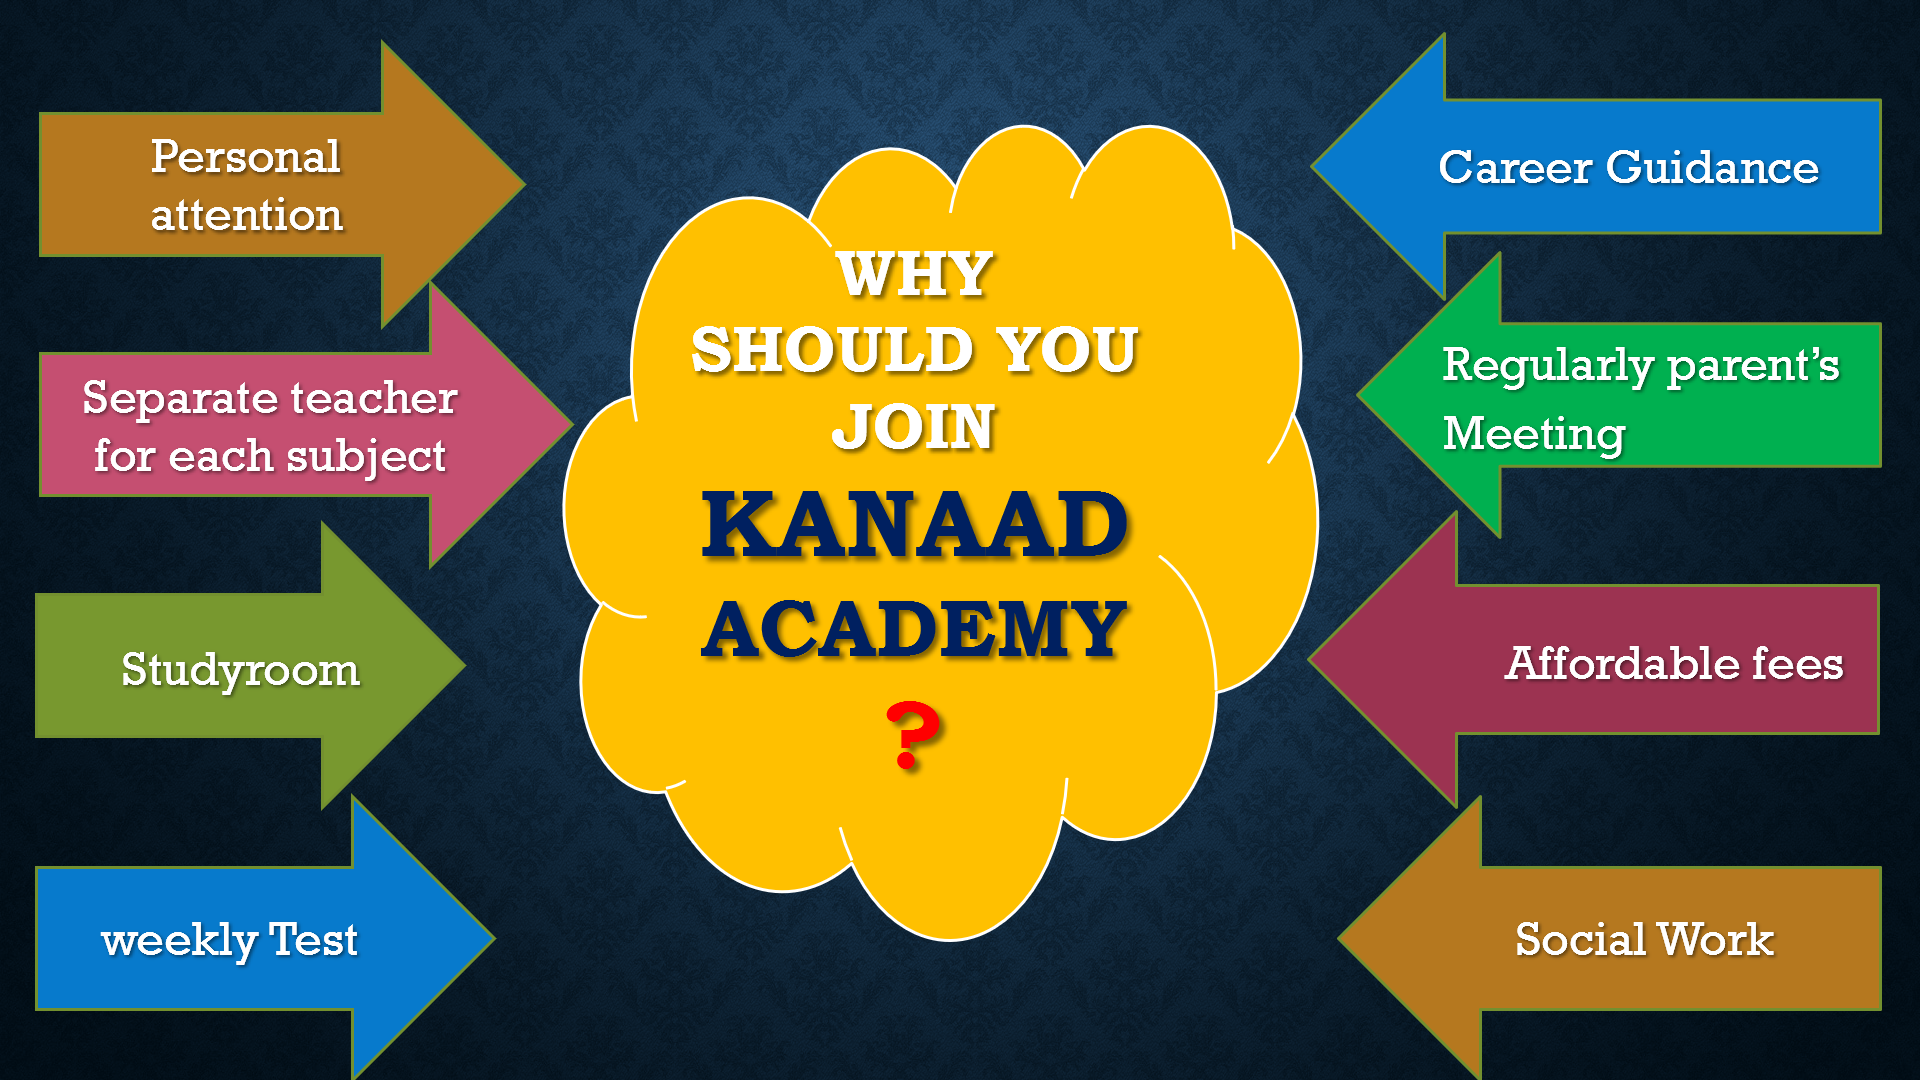 Personal
attention
Separate teacher
for each subject
Studyroom
weekly Test
WHY
SHOULD YOU
JOIN
KANAAD
ACADEMY
?
Career Guidance
Regularly parent's
Meeting
Affordable fees
Social Work